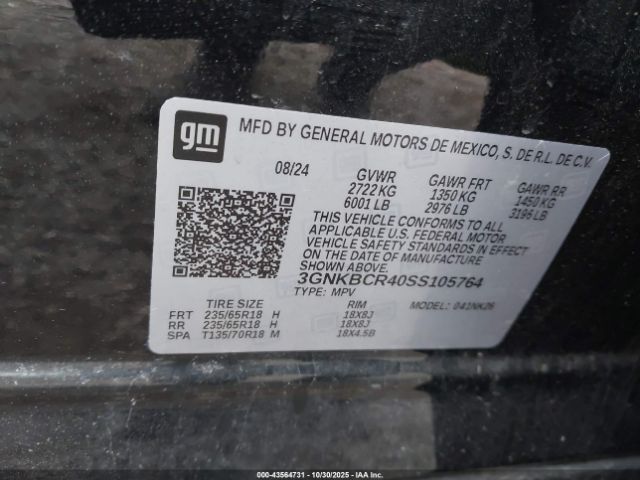 gm
MFD BY GENERAL MOTORS DE MEXICO, S. DE R.L. DE C.V.
08/24 GVWR GAWR FRT GAWR RR
2722 KG 1350 KG 1450 KG
6001 LB 2976 LB 3196 LB
THIS VEHICLE CONFORMS TO ALL
APPLICABLE U.S. FEDERAL MOTOR
VEHICLE SAFETY STANDARDS IN EFFECT
ON THE DATE OF MANUFACTURE
SHOWN ABOVE.
3GNKBCR40SS105764
TYPE: MPV MODEL: 041NK26
TIRE SIZE RIM
FRT 235/65R18 H 18X8J
RR 235/65R18 H 18X8J
SPA T135/70R18 M 18X4.5B
000-43564731 - 10/30/2025 - IAA Inc.